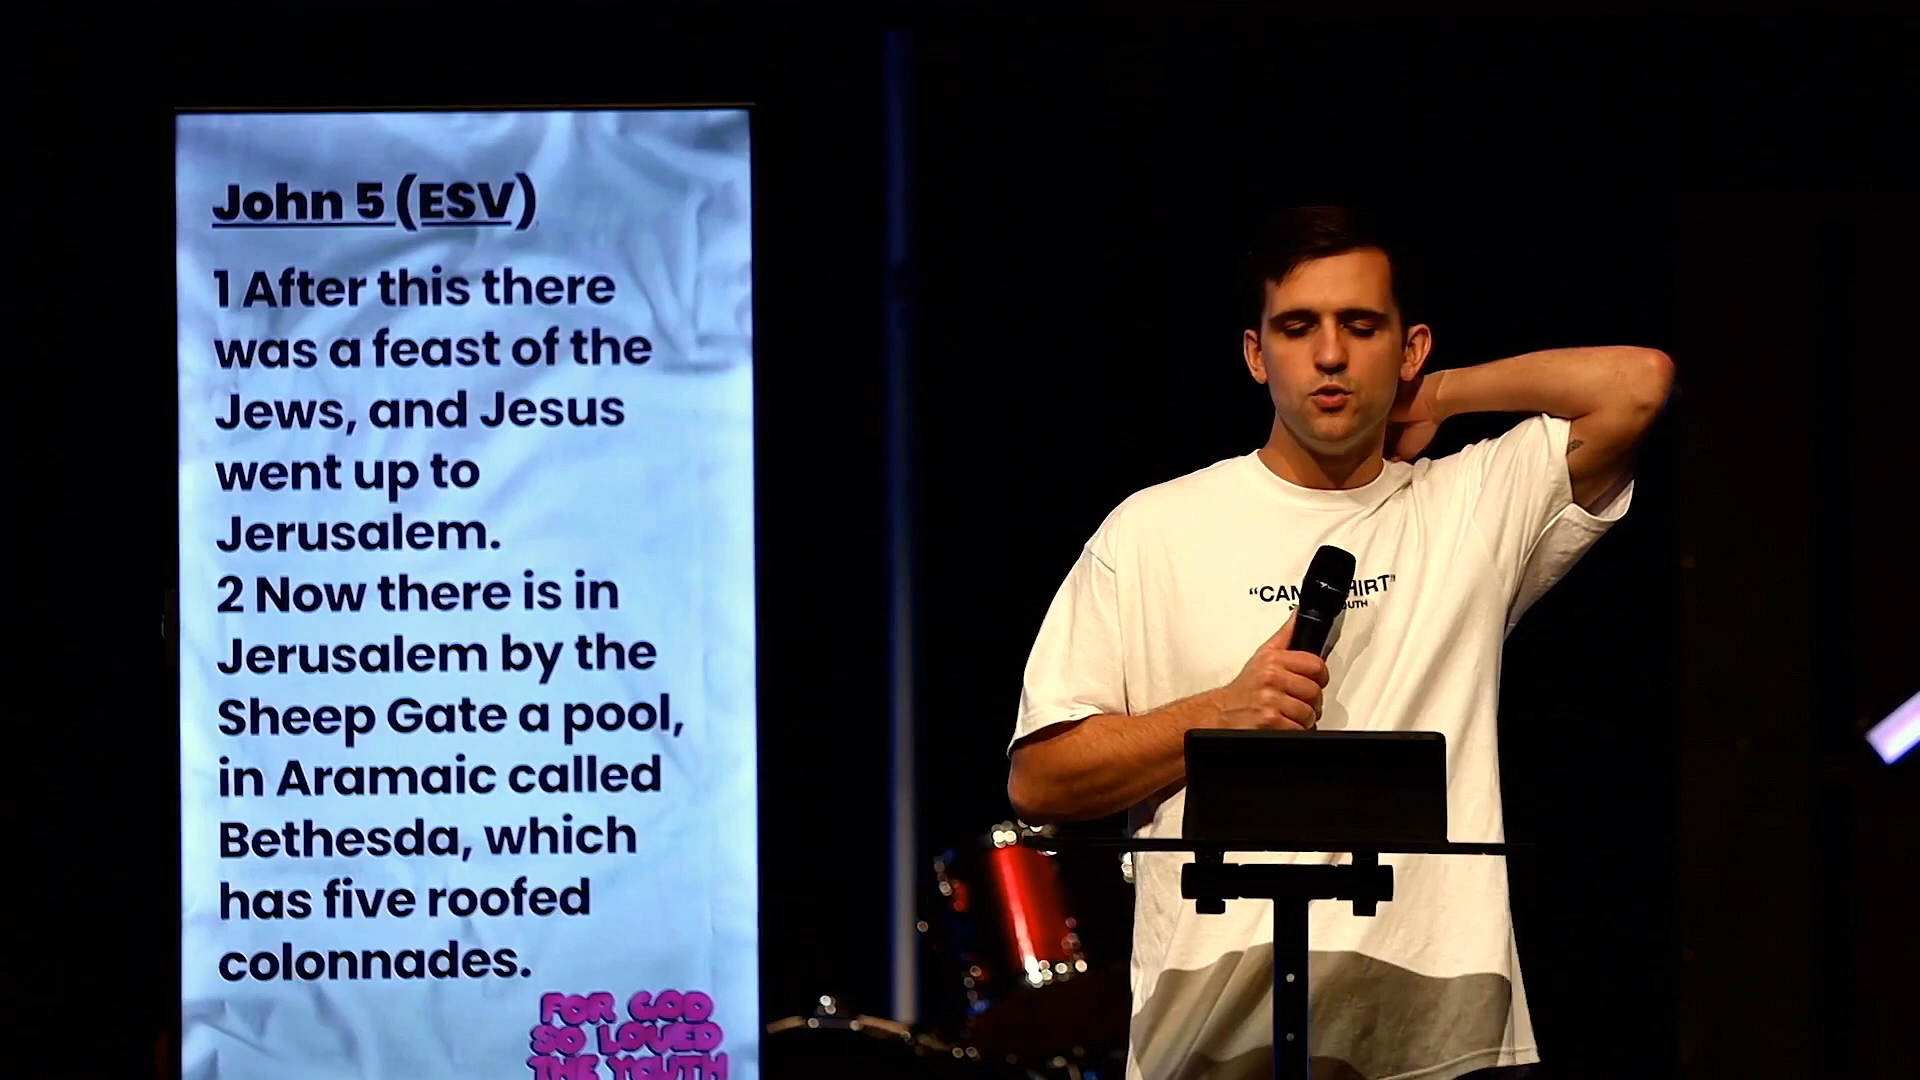 John 5 (ESV)
1 After this there
was a feast of the
Jews, and Jesus
went up to
Jerusalem.
2 Now there is in
Jerusalem by the
Sheep Gate a pool,
in Aramaic called
Bethesda, which
has five roofed
colonnades.
FOR GOD
SO LOVED
THE YOUTH